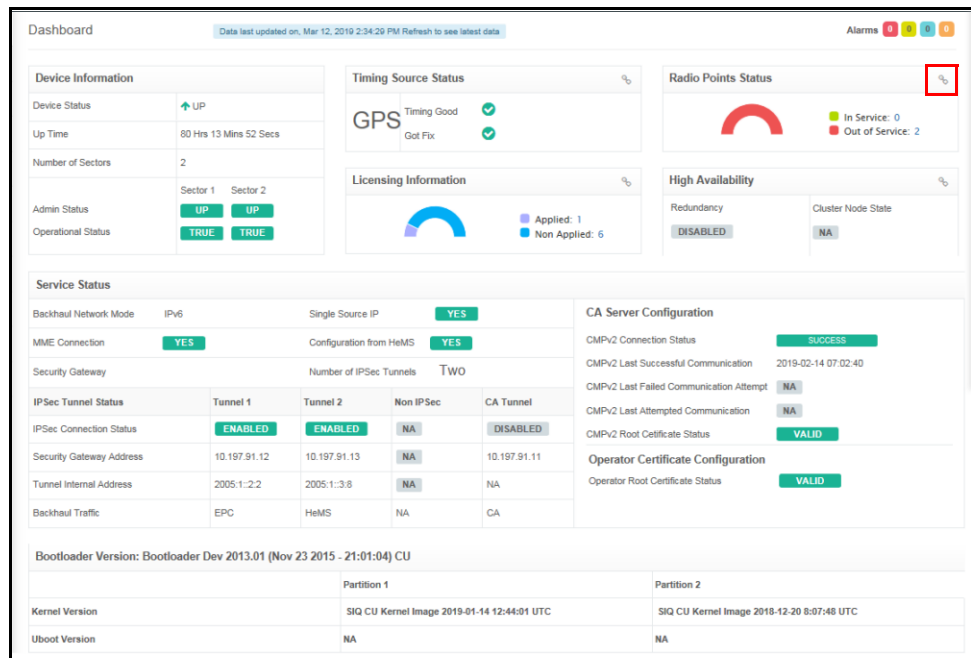 Dashboard
Data last updated on, Mar 12, 2019 2:34:29 PM Refresh to see latest data
Alarms 0 0 0 0
Device Information
Device Status UP
Up Time 80 Hrs 13 Mins 52 Secs
Number of Sectors 2
Sector 1 Sector 2
Admin Status UP UP
Operational Status TRUE TRUE
Timing Source Status
GPS
Timing Good
Got Fix
Radio Points Status
In Service: 0
Out of Service: 2
Licensing Information
Applied: 1
Non Applied: 6
High Availability
Redundancy Cluster Node State
DISABLED NA
Service Status
Backhaul Network Mode IPv6 Single Source IP YES
MME Connection YES Configuration from HeMS YES
Security Gateway Number of IPSec Tunnels Two
IPSec Tunnel Status Tunnel 1 Tunnel 2 Non IPSec CA Tunnel
IPSec Connection Status ENABLED ENABLED NA DISABLED
Security Gateway Address 10.197.91.12 10.197.91.13 NA 10.197.91.11
Tunnel Internal Address 2005:1::2:2 2005:1::3:8 NA NA
Backhaul Traffic EPC HeMS NA CA
CA Server Configuration
CMPv2 Connection Status SUCCESS
CMPv2 Last Successful Communication 2019-02-14 07:02:40
CMPv2 Last Failed Communication Attempt NA
CMPv2 Last Attempted Communication NA
CMPv2 Root Cetificate Status VALID
Operator Certificate Configuration
Operator Root Certificate Status VALID
Bootloader Version: Bootloader Dev 2013.01 (Nov 23 2015 - 21:01:04) CU
Partition 1 Partition 2
Kernel Version SIQ CU Kernel Image 2019-01-14 12:44:01 UTC SIQ CU Kernel Image 2018-12-20 8:07:48 UTC
Uboot Version NA NA